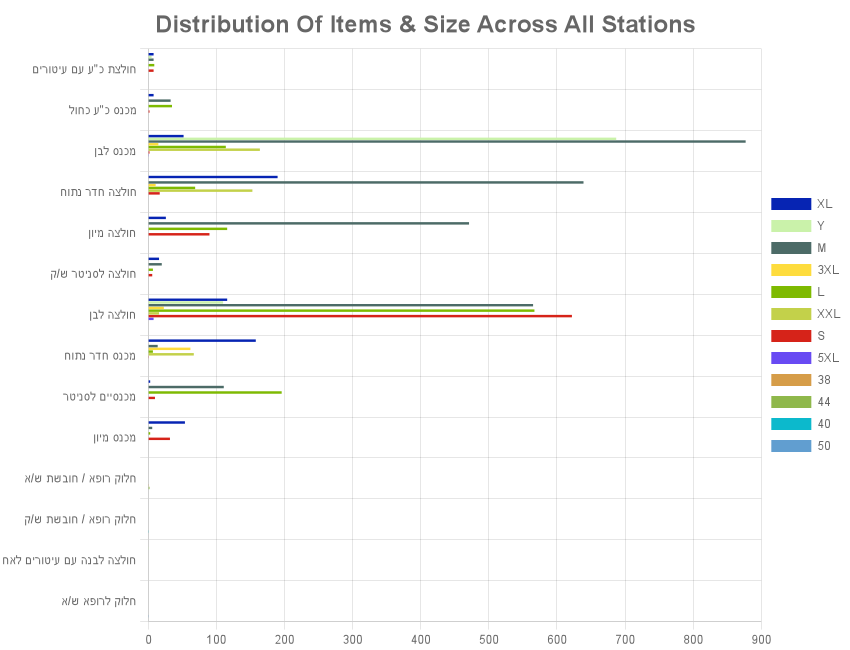 Distribution Of Items & Size Across All Stations
חולצת כ"ע עם עיטורים
מכנס כ"ע כחול
מכנס לבן
חולצה חדר נתוח
חולצה מיון
חולצה לסניטר ש/ק
חולצה לבן
מכנס חדר נתוח
מכנסיים לסניטר
מכנס מיון
חלוק רופא / חובשת ש/א
חלוק רופא / חובשת ש/ק
חולצה לבנה עם עיטורים לאח
חלוק לרופא ש/א
0 100 200 300 400 500 600 700 800 900
XL
Y
M
3XL
L
XXL
S
5XL
38
44
40
50